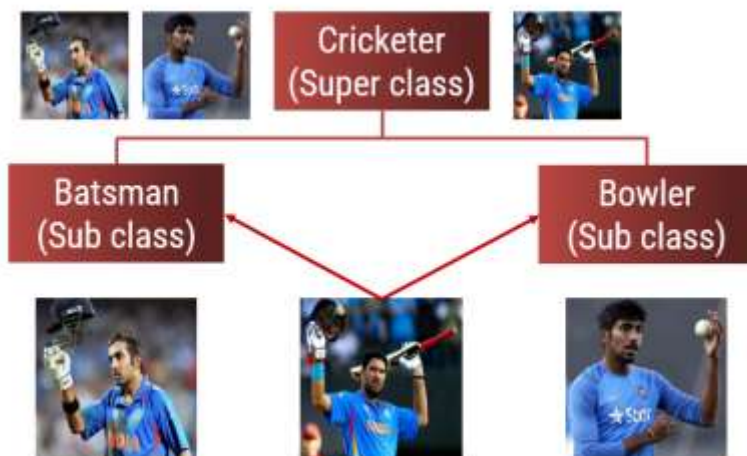 Cricketer
(Super class)
Batsman
(Sub class)
Bowler
(Sub class)